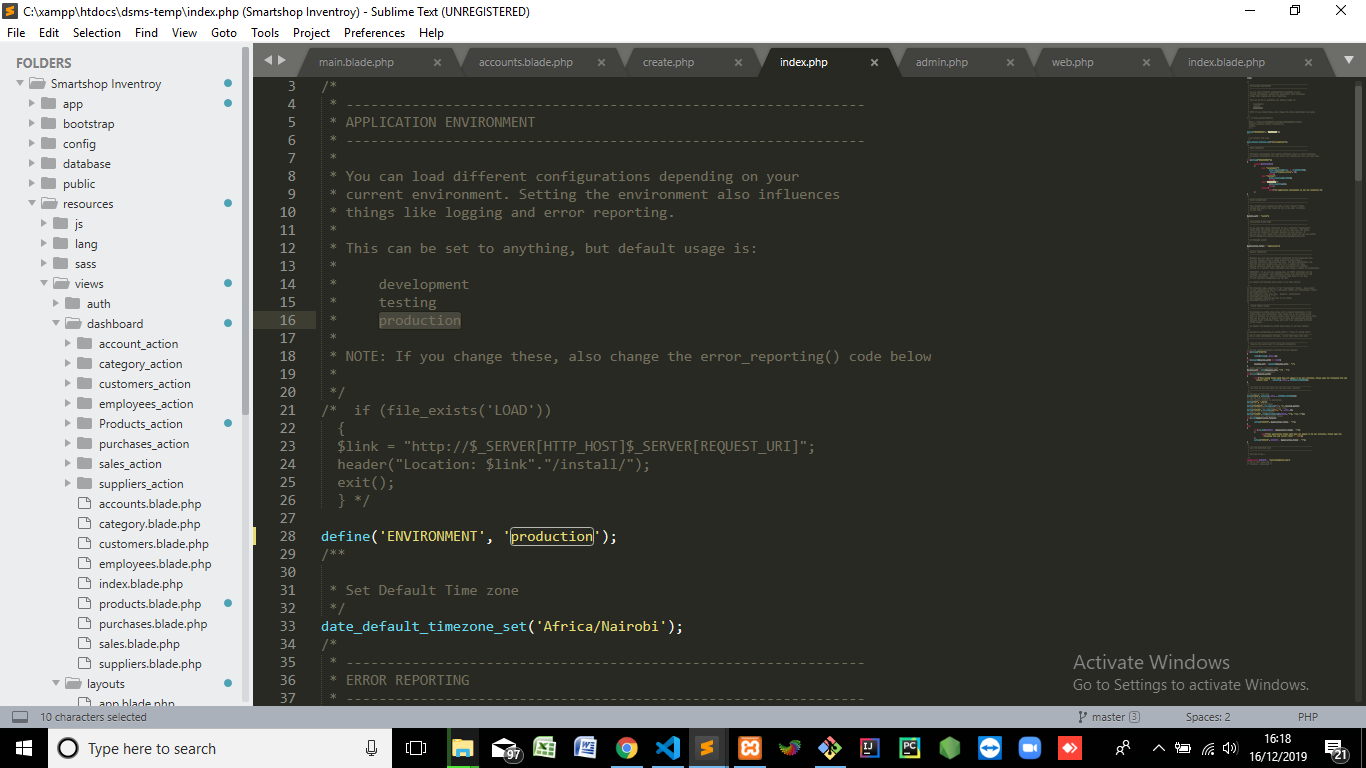 C:\xampp\htdocs\dsms-temp\index.php (Smartshop Inventroy) - Sublime Text (UNREGISTERED)
File Edit Selection Find View Goto Tools Project Preferences Help
FOLDERS
Smartshop Inventroy
app
bootstrap
config
database
public
resources
js
lang
sass
views
auth
dashboard
account_action
category_action
customers_action
employees_action
Products_action
purchases_action
sales_action
suppliers_action
accounts.blade.php
category.blade.php
customers.blade.php
employees.blade.php
index.blade.php
products.blade.php
purchases.blade.php
sales.blade.php
suppliers.blade.php
layouts
app.blade.php
main.blade.php accounts.blade.php create.php index.php admin.php web.php index.blade.php
3 /*
4 * ---------------------------------------------------------------
5 * APPLICATION ENVIRONMENT
6 * ---------------------------------------------------------------
7 *
8 * You can load different configurations depending on your
9 * current environment. Setting the environment also influences
10 * things like logging and error reporting.
11 *
12 * This can be set to anything, but default usage is:
13 *
14 *     development
15 *     testing
16 *     production
17 *
18 * NOTE: If you change these, also change the error_reporting() code below
19 *
20 */
21 /*  if (file_exists('LOAD'))
22 {
23 $link = "http://$_SERVER[HTTP_HOST]$_SERVER[REQUEST_URI]";
24 header("Location: $link"."/install/");
25 exit();
26 } */
27
28 define('ENVIRONMENT', 'production');
29 /**
30
31 * Set Default Time zone
32 */
33 date_default_timezone_set('Africa/Nairobi');
34 /*
35 * ---------------------------------------------------------------
36 * ERROR REPORTING
37 * ---------------------------------------------------------------
Activate Windows
Go to Settings to activate Windows.
10 characters selected master 3 Spaces: 2 PHP
Type here to search 97 16:18
16/12/2019 21